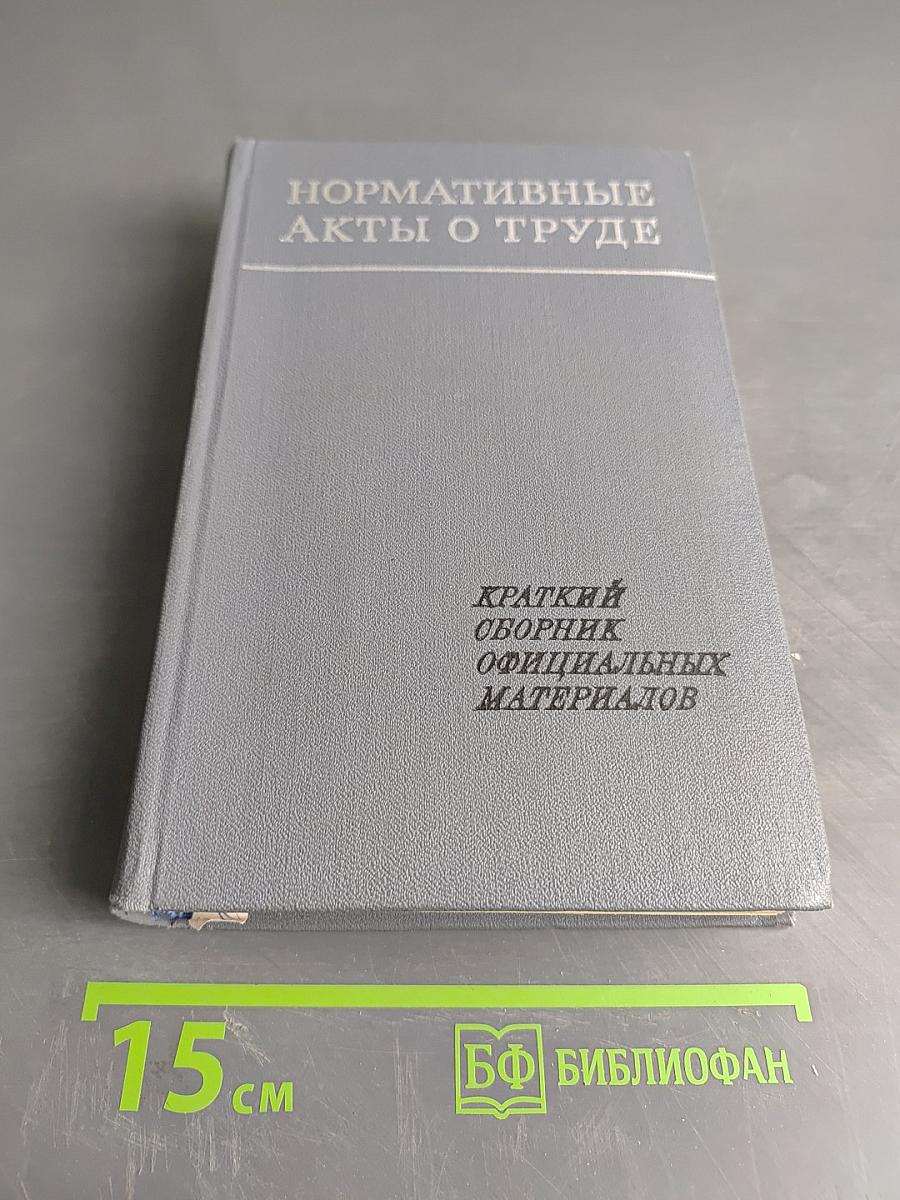 НОРМАТИВНЫЕ
АКТЫ О ТРУДЕ
КРАТКИЙ
СБОРНИК
ОФИЦИАЛЬНЫХ
МАТЕРИАЛОВ
15 см
БФ БИБЛИОФАН